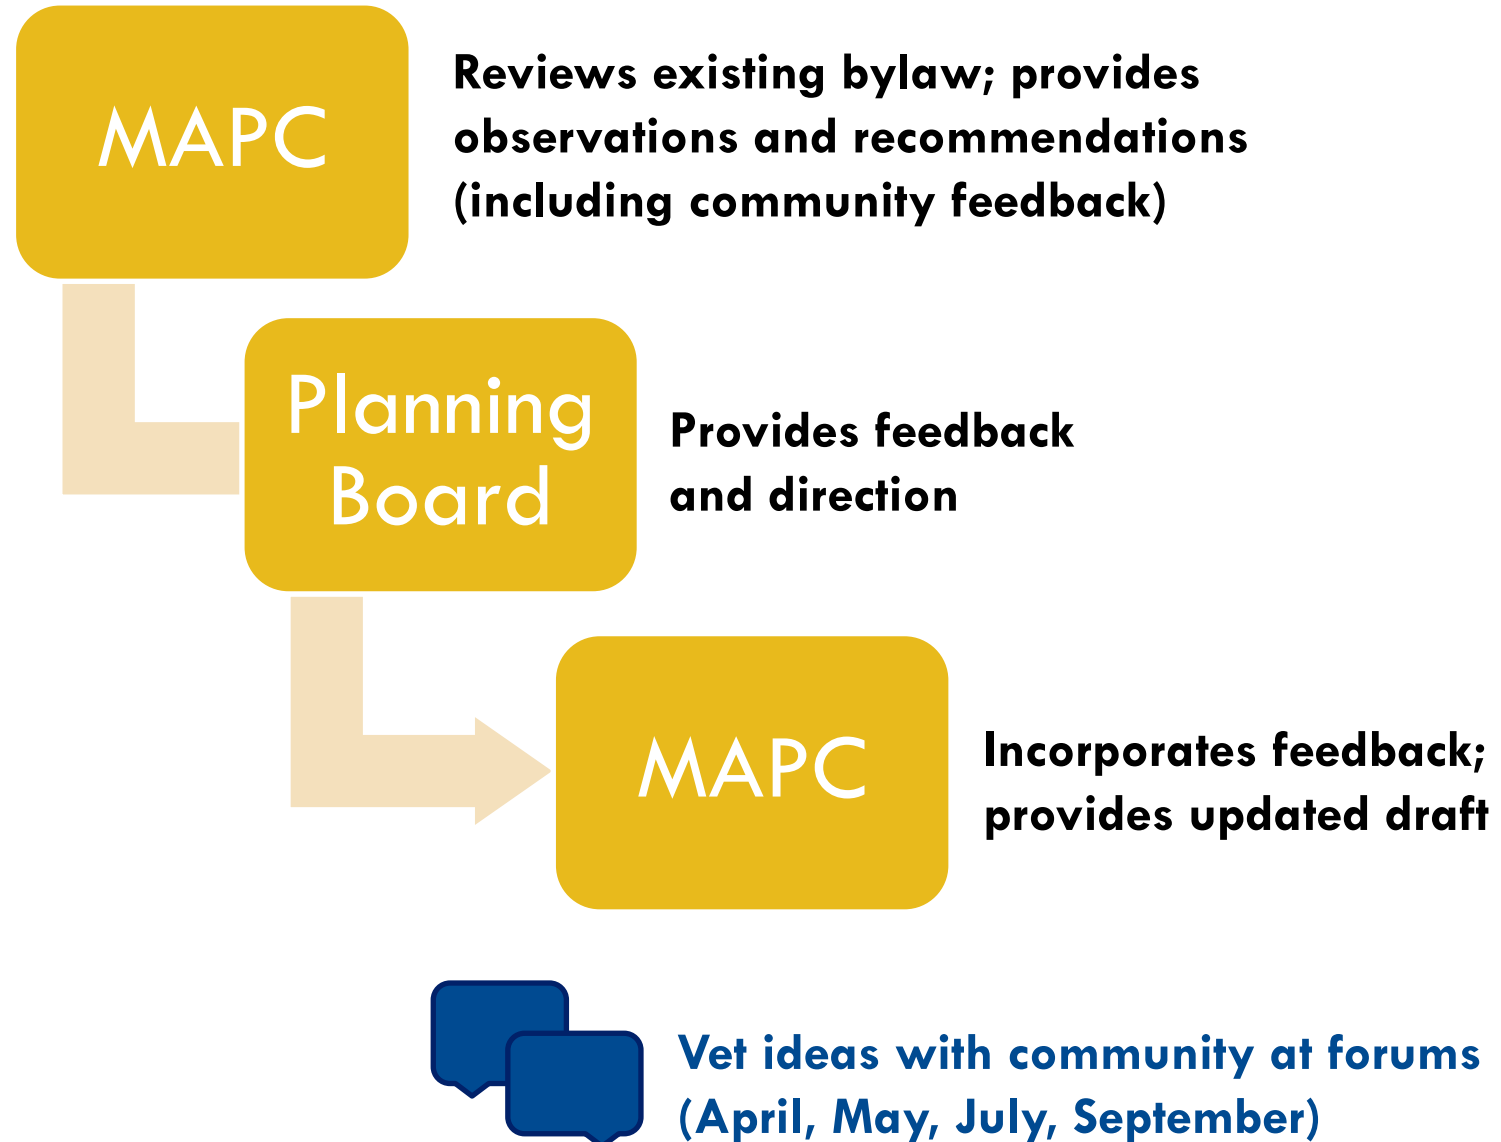 MAPC
Reviews existing bylaw; provides
observations and recommendations
(including community feedback)
Planning
Board
Provides feedback
and direction
MAPC
Incorporates feedback;
provides updated draft
Vet ideas with community at forums
(April, May, July, September)